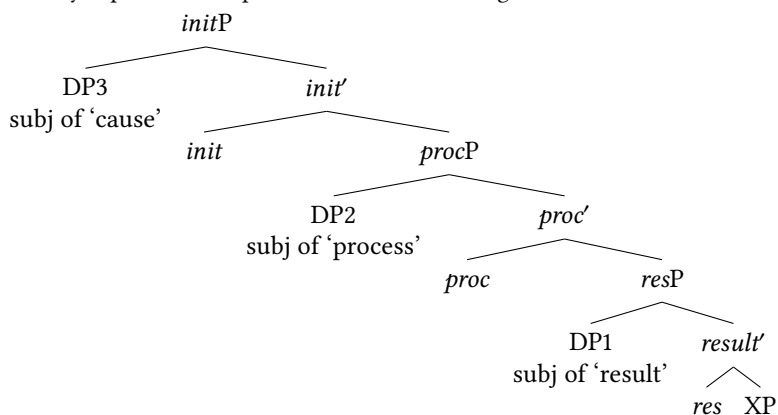 initP
DP3 init′
subj of ‘cause’
init procP
DP2 proc′
subj of ‘process’
proc resP
DP1 result′
subj of ‘result’
res XP